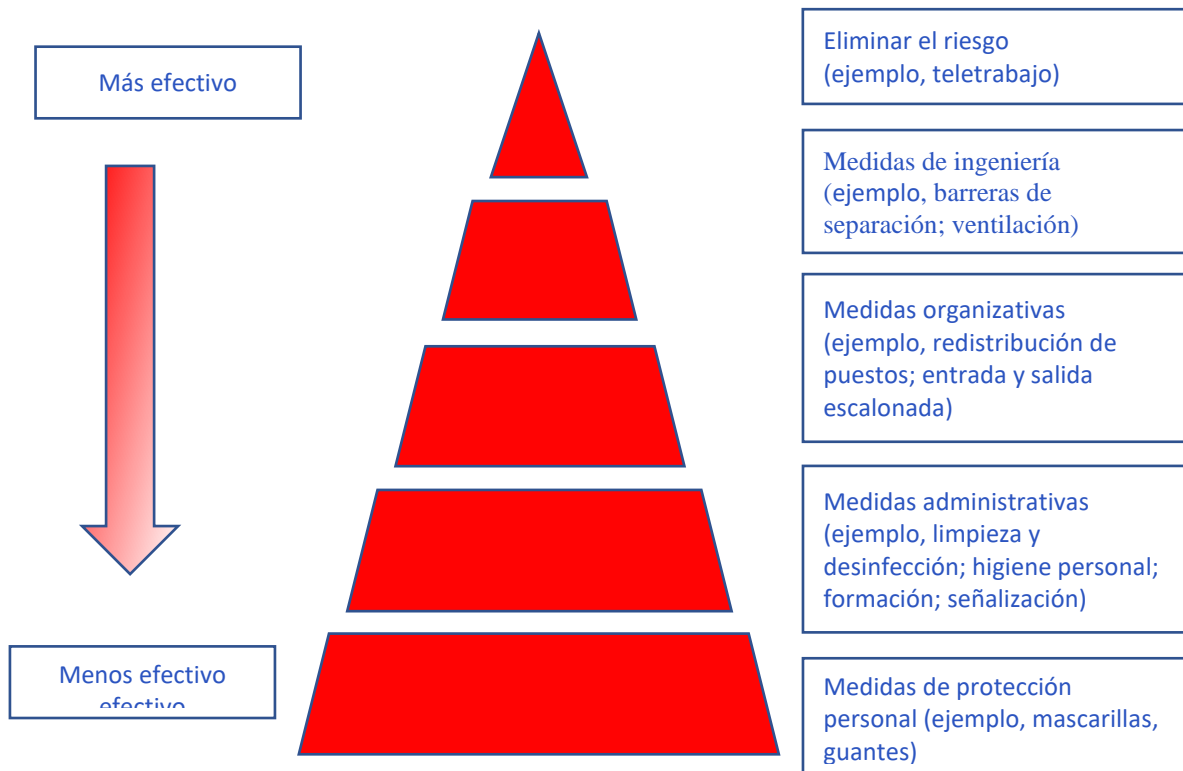 Más efectivo
Eliminar el riesgo
(ejemplo, teletrabajo)
Medidas de ingeniería
(ejemplo, barreras de
separación; ventilación)
Medidas organizativas
(ejemplo, redistribución de
puestos; entrada y salida
escalonada)
Medidas administrativas
(ejemplo, limpieza y
desinfección; higiene personal;
formación; señalización)
Menos efectivo
efectivo
Medidas de protección
personal (ejemplo, mascarillas,
guantes)